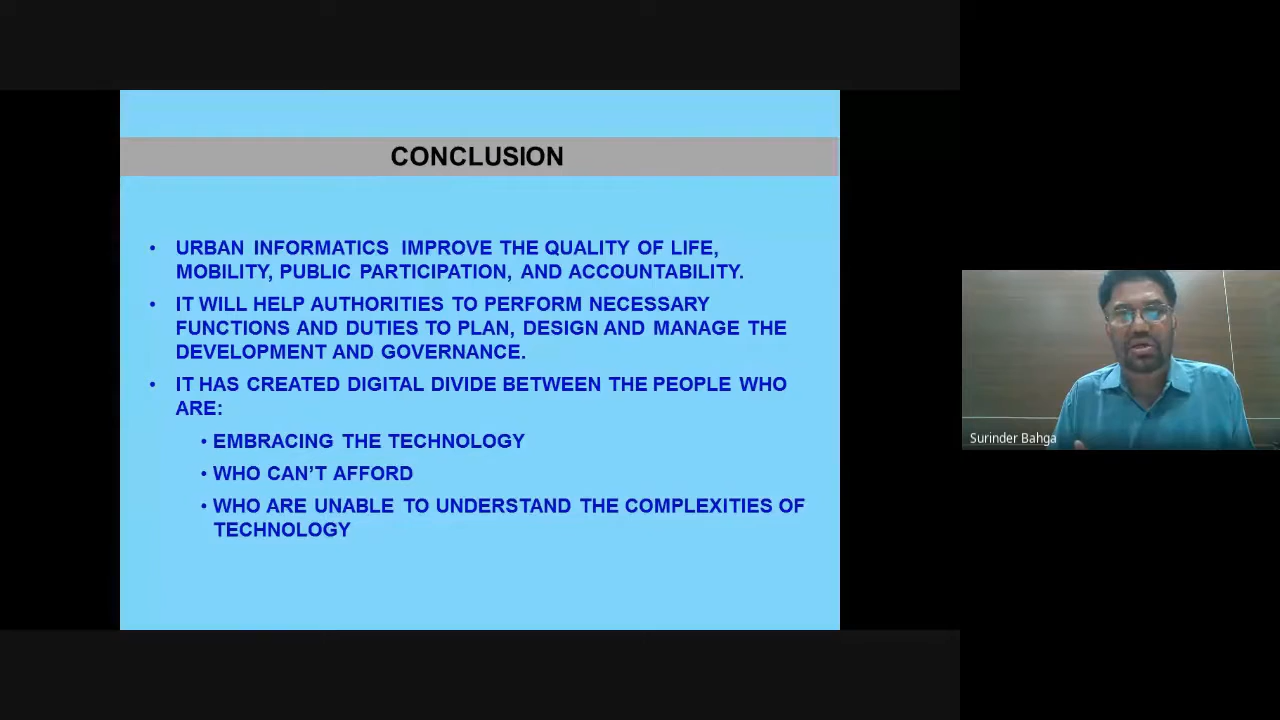 CONCLUSION
• URBAN INFORMATICS IMPROVE THE QUALITY OF LIFE,
MOBILITY, PUBLIC PARTICIPATION, AND ACCOUNTABILITY.
• IT WILL HELP AUTHORITIES TO PERFORM NECESSARY
FUNCTIONS AND DUTIES TO PLAN, DESIGN AND MANAGE THE
DEVELOPMENT AND GOVERNANCE.
• IT HAS CREATED DIGITAL DIVIDE BETWEEN THE PEOPLE WHO
ARE:
• EMBRACING THE TECHNOLOGY
• WHO CAN’T AFFORD
• WHO ARE UNABLE TO UNDERSTAND THE COMPLEXITIES OF
TECHNOLOGY
Surinder Bahga